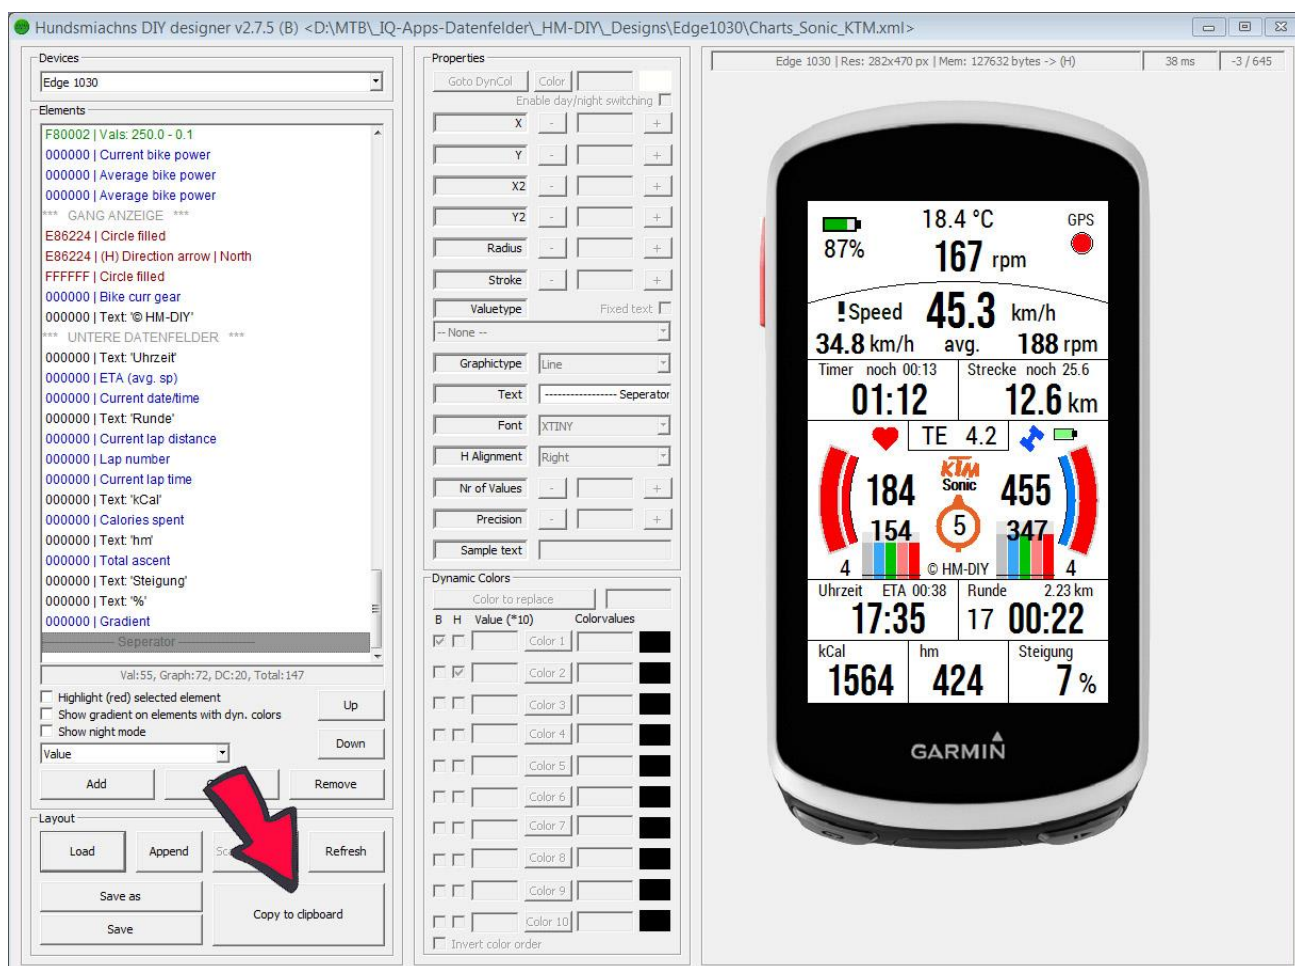 Hundsmiachns DIY designer v2.7.5 (B) <D:\MTB\_IQ-Apps-Datenfelder\_HM-DIY\_Designs\Edge1030\Charts_Sonic_KTM.xml>
Devices
Edge 1030
Elements
F80002 | Vals: 250.0 - 0.1
000000 | Current bike power
000000 | Average bike power
000000 | Average bike power
*** GANG ANZEIGE ***
E86224 | Circle filled
E86224 | (H) Direction arrow | North
FFFFFF | Circle filled
000000 | Bike curr gear
000000 | Text: '© HM-DIY'
*** UNTERE DATENFELDER ***
000000 | Text: 'Uhrzeit'
000000 | ETA (avg. sp)
000000 | Current date/time
000000 | Text: 'Runde'
000000 | Current lap distance
000000 | Lap number
000000 | Current lap time
000000 | Text: 'kCal'
000000 | Calories spent
000000 | Text: 'hm'
000000 | Total ascent
000000 | Text: 'Steigung'
000000 | Text: '%'
000000 | Gradient
----------------- Seperator -----------------
Val:55, Graph:72, DC:20, Total:147
Highlight (red) selected element
Show gradient on elements with dyn. colors
Show night mode
Up
Down
Value
Add
Remove
Layout
Load
Append
Refresh
Save as
Save
Copy to clipboard
Properties
Goto DynCol
Color
Enable day/night switching
X - +
Y - +
X2 - +
Y2 - +
Radius - +
Stroke - +
Valuetype
Fixed text
-- None --
Graphictype
Line
Text
----------------- Seperator
Font
XTINY
H Alignment
Right
Nr of Values - +
Precision - +
Sample text
Dynamic Colors
Color to replace
B H Value (*10) Colorvalues
Color 1
Color 2
Color 3
Color 4
Color 5
Color 6
Color 7
Color 8
Color 9
Color 10
Invert color order
Edge 1030 | Res: 282x470 px | Mem: 127632 bytes -> (H)
38 ms
-3 / 645
18.4 °C
GPS
87%
167 rpm
!Speed 45.3 km/h
34.8 km/h avg. 188 rpm
Timer noch 00:13
Strecke noch 25.6
01:12
12.6 km
TE 4.2
KTM
Sonic
184
455
154
5
347
4
© HM-DIY
4
Uhrzeit ETA 00:38
Runde 2.23 km
17:35
17 00:22
kCal
hm
Steigung
1564
424
7 %
GARMIN